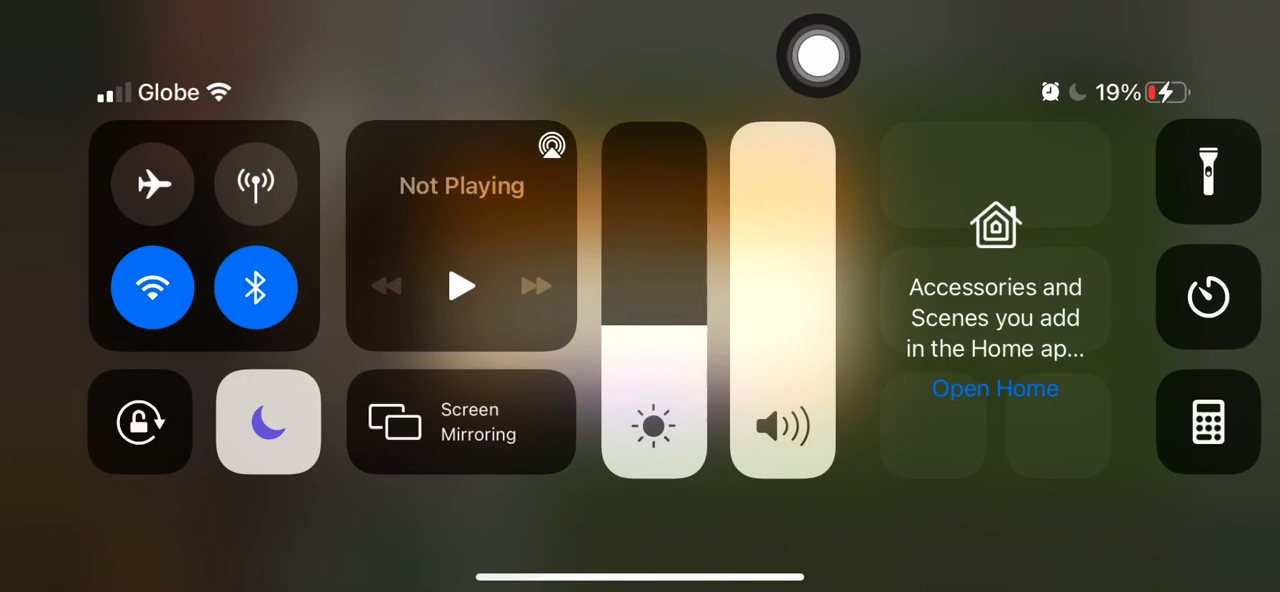 Globe
19%
Not Playing
Screen
Mirroring
Accessories and
Scenes you add
in the Home ap...
Open Home